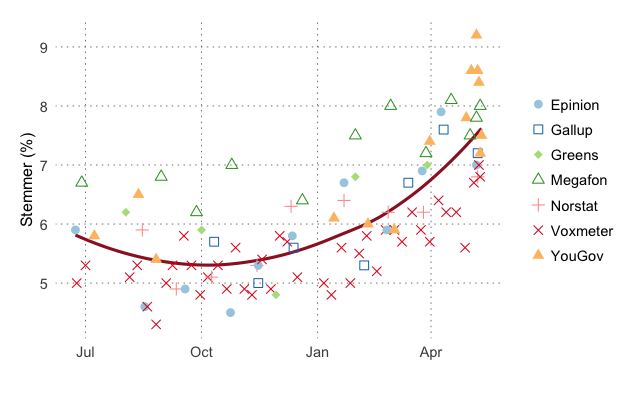 Stemmer (%)
9
8
7
6
5
Jul
Oct
Jan
Apr
Epinion
Gallup
Greens
Megafon
Norstat
Voxmeter
YouGov